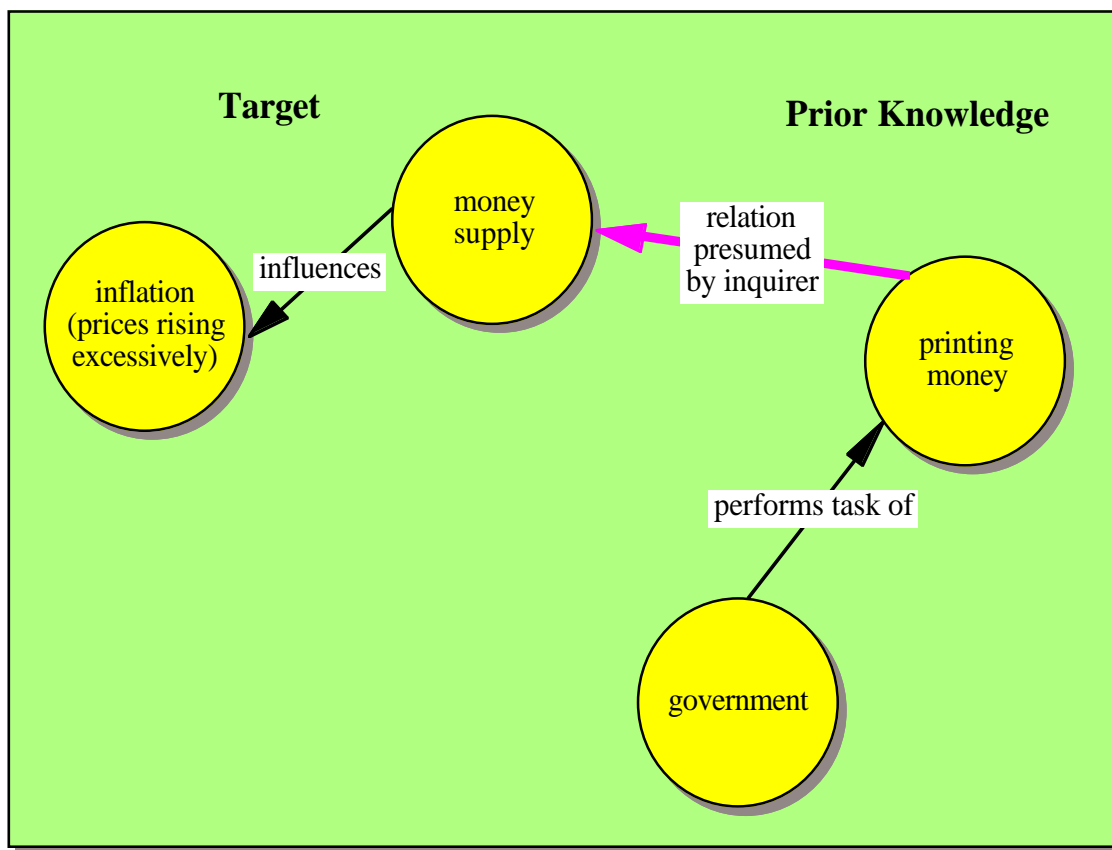 Target
Prior Knowledge
money
supply
relation
presumed
by inquirer
influences
inflation
(prices rising
excessively)
printing
money
performs task of
government